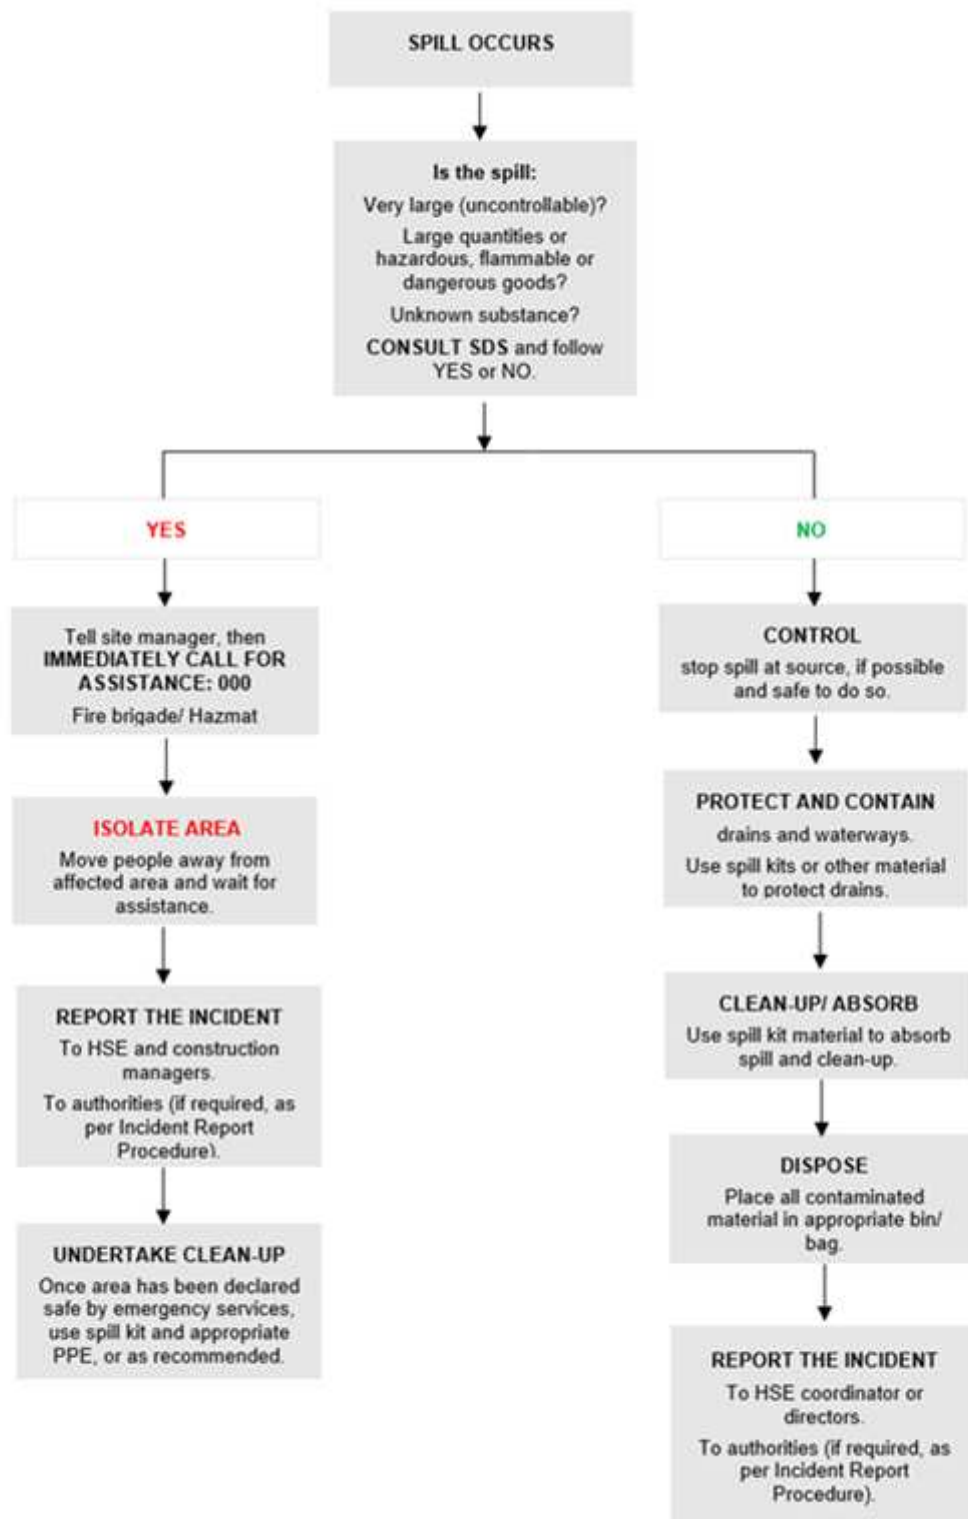 SPILL OCCURS
Is the spill:
Very large (uncontrollable)?
Large quantities or
hazardous, flammable or
dangerous goods?
Unknown substance?
CONSULT SDS and follow
YES or NO.
YES
Tell site manager, then
IMMEDIATELY CALL FOR
ASSISTANCE: 000
Fire brigade/ Hazmat
ISOLATE AREA
Move people away from
affected area and wait for
assistance.
REPORT THE INCIDENT
To HSE and construction
managers.
To authorities (if required, as
per Incident Report
Procedure).
UNDERTAKE CLEAN-UP
Once area has been declared
safe by emergency services,
use spill kit and appropriate
PPE, or as recommended.
NO
CONTROL
stop spill at source, if possible
and safe to do so.
PROTECT AND CONTAIN
drains and waterways.
Use spill kits or other material
to protect drains.
CLEAN-UP/ ABSORB
Use spill kit material to absorb
spill and clean-up.
DISPOSE
Place all contaminated
material in appropriate bin/
bag.
REPORT THE INCIDENT
To HSE coordinator or
directors.
To authorities (if required, as
per Incident Report
Procedure).